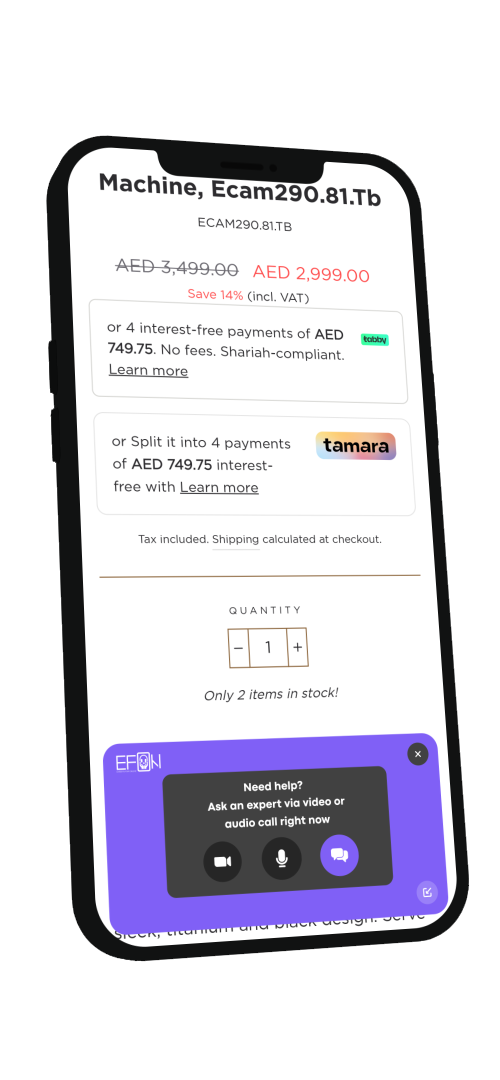 Machine, Ecam290.81.Tb
ECAM290.81.TB
AED 3,499.00 AED 2,999.00
Save 14% (incl. VAT)
or 4 interest-free payments of AED
749.75. No fees. Shariah-compliant.
Learn more
tabby
or Split it into 4 payments
of AED 749.75 interest-
free with Learn more
tamara
Tax included. Shipping calculated at checkout.
QUANTITY
− 1 +
Only 2 items in stock!
Need help?
Ask an expert via video or
audio call right now
sleek, titanium and black design. Serve